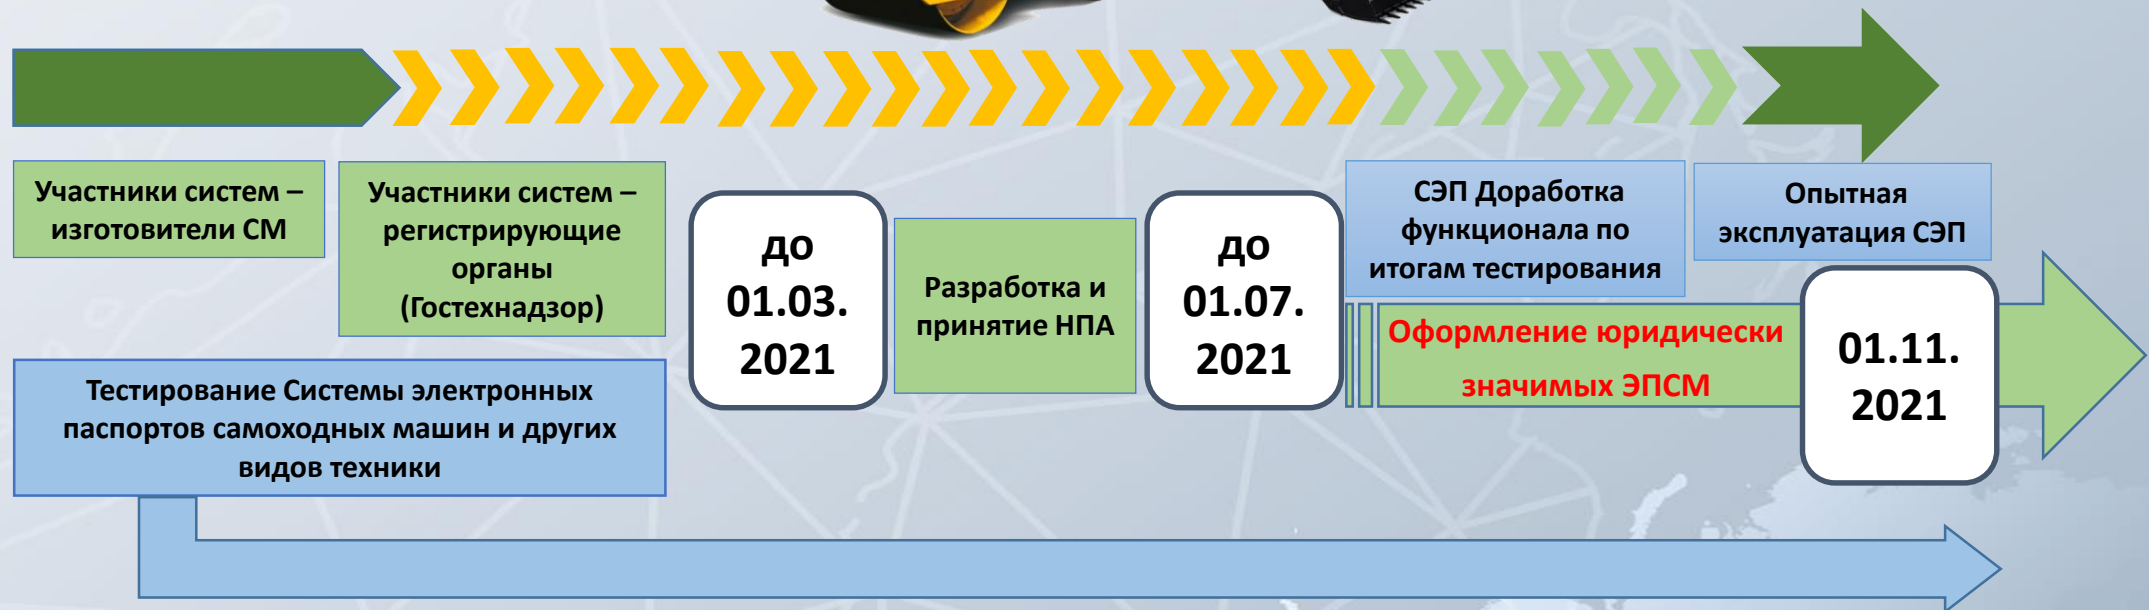 Участники систем –
изготовители СМ
Участники систем –
регистрирующие
органы
(Гостехнадзор)
Тестирование Системы электронных
паспортов самоходных машин и других
видов техники
до
01.03.
2021
Разработка и
принятие НПА
до
01.07.
2021
СЭП Доработка
функционала по
итогам тестирования
Опытная
эксплуатация СЭП
Оформление юридически
значимых ЭПСМ
01.11.
2021